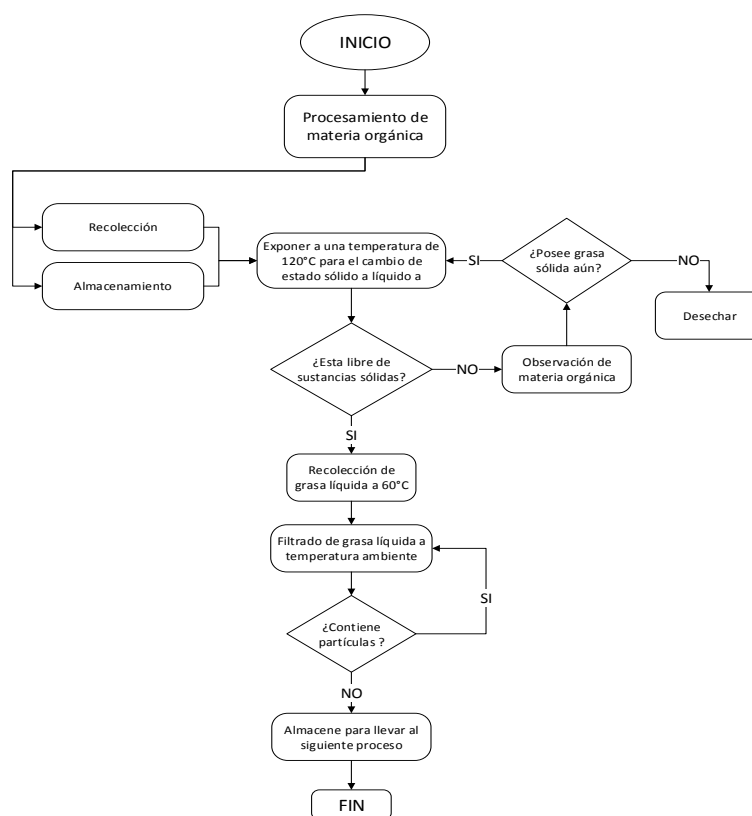 INICIO
Procesamiento de
materia orgánica
Recolección
Almacenamiento
Exponer a una temperatura de
120°C para el cambio de
estado sólido a líquido a
¿Posee grasa
sólida aún?
SI
NO
Desechar
¿Esta libre de
sustancias sólidas?
NO
Observación de
materia orgánica
SI
Recolección de
grasa líquida a 60°C
Filtrado de grasa líquida a
temperatura ambiente
SI
¿Contiene
partículas ?
NO
Almacene para llevar al
siguiente proceso
FIN